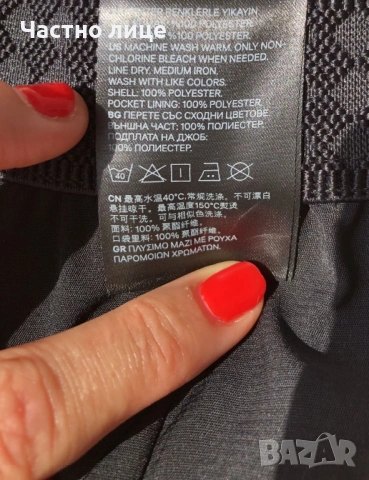 Частно лице
BENZER RENKLERLE YIKAYIN
%100 POLYESTER
%100 POLYESTER
US MACHINE WASH WARM. ONLY NON-
CHLORINE BLEACH WHEN NEEDED.
LINE DRY, MEDIUM IRON.
WASH WITH LIKE COLORS.
SHELL: 100% POLYESTER.
POCKET LINING: 100% POLYESTER
BG ПЕРЕТЕ СЪС СХОДНИ ЦВЕТОВЕ.
ВЪНШНА ЧАСТ: 100% ПОЛИЕСТЕР.
ПОДПЛАТА НА ДЖОБ:
100% ПОЛИЕСТЕР.
40
CN 最高水温40°C,常规洗涤, 不可漂白
悬挂晾干。最高温度150°C熨烫
不可干洗。可与相似色洗涤
面料: 100% 聚酯纤维。
口袋里料: 100% 聚酯纤维。
GR ΠΛΥΣΙΜΟ ΜΑΖΙ ΜΕ ΡΟΥΧΑ
ΠΑΡΟΜΟΙΩΝ ΧΡΩΜΑΤΩΝ.
BAZAR